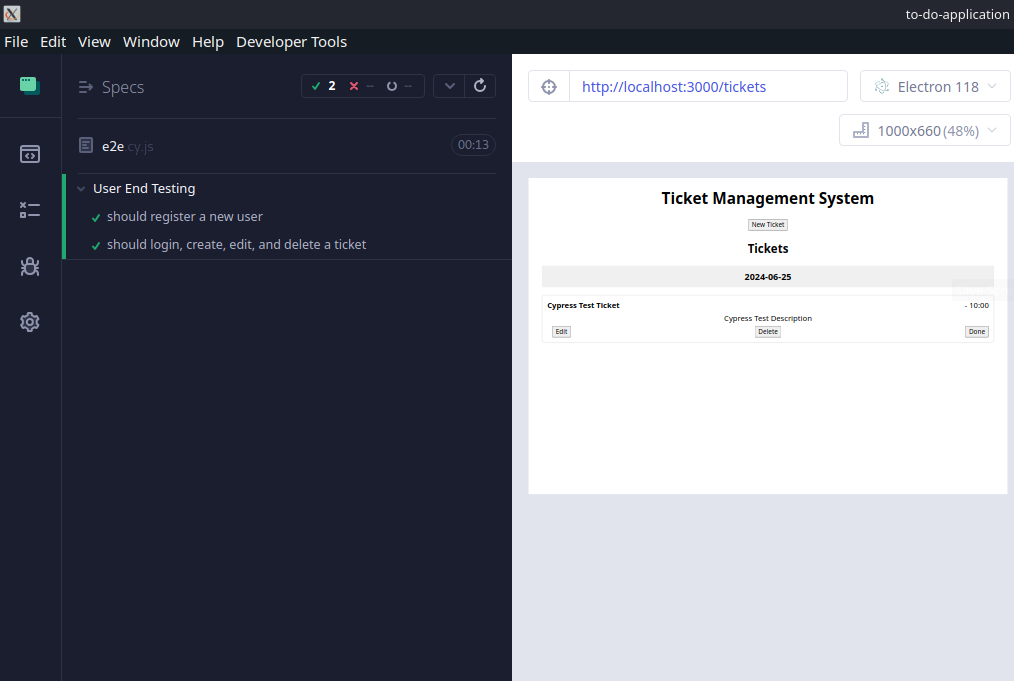 to-do-application
File Edit View Window Help Developer Tools
Specs
2 -- --
e2e.cy.js
00:13
User End Testing
should register a new user
should login, create, edit, and delete a ticket
http://localhost:3000/tickets
Electron 118
1000x660 (48%)
Ticket Management System
New Ticket
Tickets
2024-06-25
Cypress Test Ticket
- 10:00
Cypress Test Description
Edit
Delete
Done